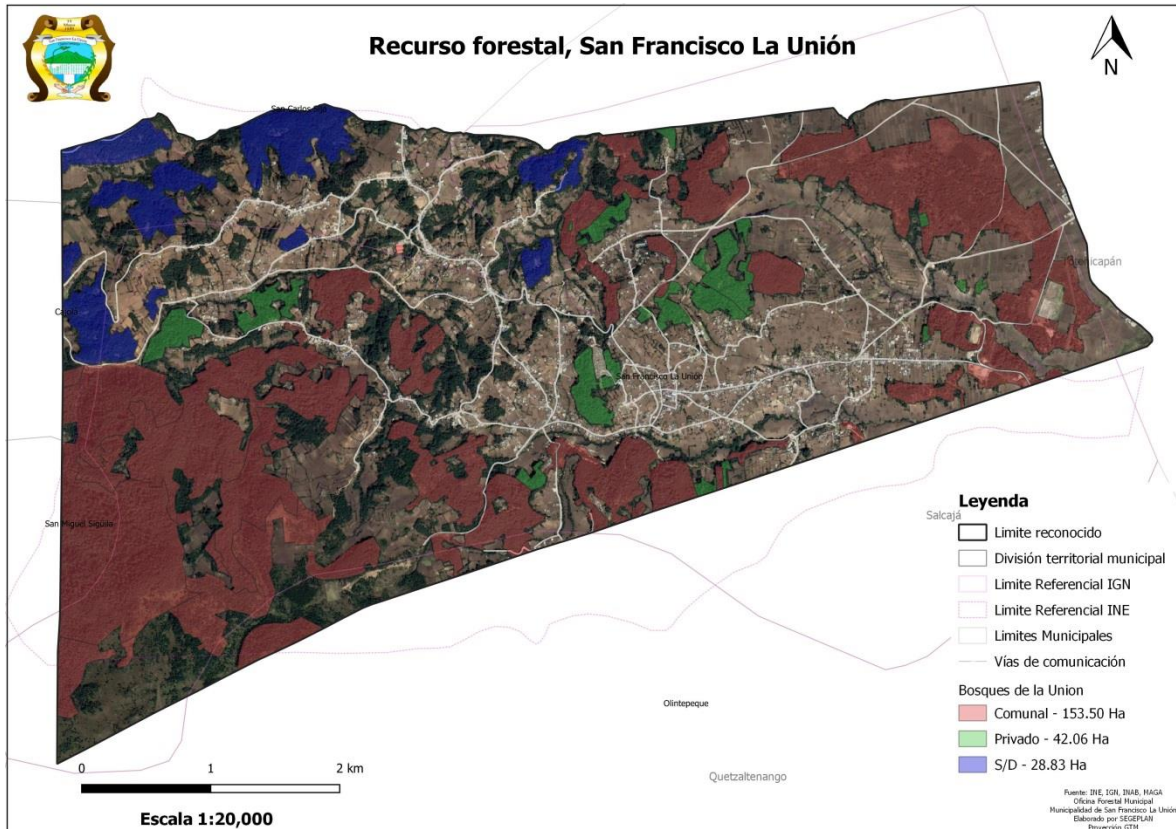 Recurso forestal, San Francisco La Unión
N
San Carlos Sija
Totonicapán
San Francisco La Unión
San Miguel Sigüila
Salcajá
Olintepeque
Quetzaltenango
Leyenda
Limite reconocido
División territorial municipal
Limite Referencial IGN
Limite Referencial INE
Limites Municipales
Vías de comunicación
Bosques de la Union
Comunal - 153.50 Ha
Privado - 42.06 Ha
S/D - 28.83 Ha
0 1 2 km
Escala 1:20,000
Fuente: INE, IGN, INAB, MAGA
Oficina Forestal Municipal
Municipalidad de San Francisco La Unión
Elaborado por SEGEPLAN
Proyección GTM